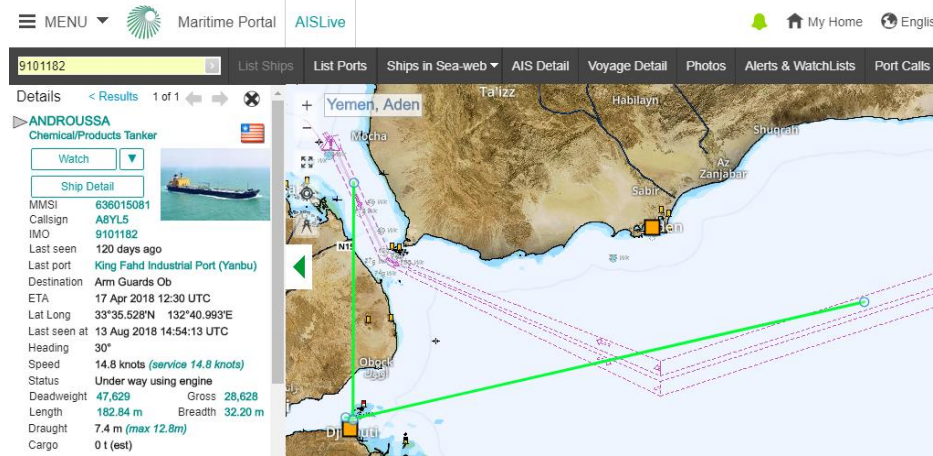 MENU
Maritime Portal
AISLive
My Home
Englis
9101182
List Ships
List Ports
Ships in Sea-web
AIS Detail
Voyage Detail
Photos
Alerts & WatchLists
Port Calls
Details
< Results
1 of 1
ANDROUSSA
Chemical/Products Tanker
Watch
Ship Detail
MMSI 636015081
Callsign A8YL5
IMO 9101182
Last seen 120 days ago
Last port King Fahd Industrial Port (Yanbu)
Destination Arm Guards Ob
ETA 17 Apr 2018 12:30 UTC
Lat Long 33°35.528'N 132°40.993'E
Last seen at 13 Aug 2018 14:54:13 UTC
Heading 30°
Speed 14.8 knots (service 14.8 knots)
Status Under way using engine
Deadweight 47,629 Gross 28,628
Length 182.84 m Breadth 32.20 m
Draught 7.4 m (max 12.8m)
Cargo 0 t (est)
+
−
Yemen, Aden
Ta'izz
Habilayn
Mocha
Shuqrah
Az
Zanjabar
Sabir
N15
Wk
Obock